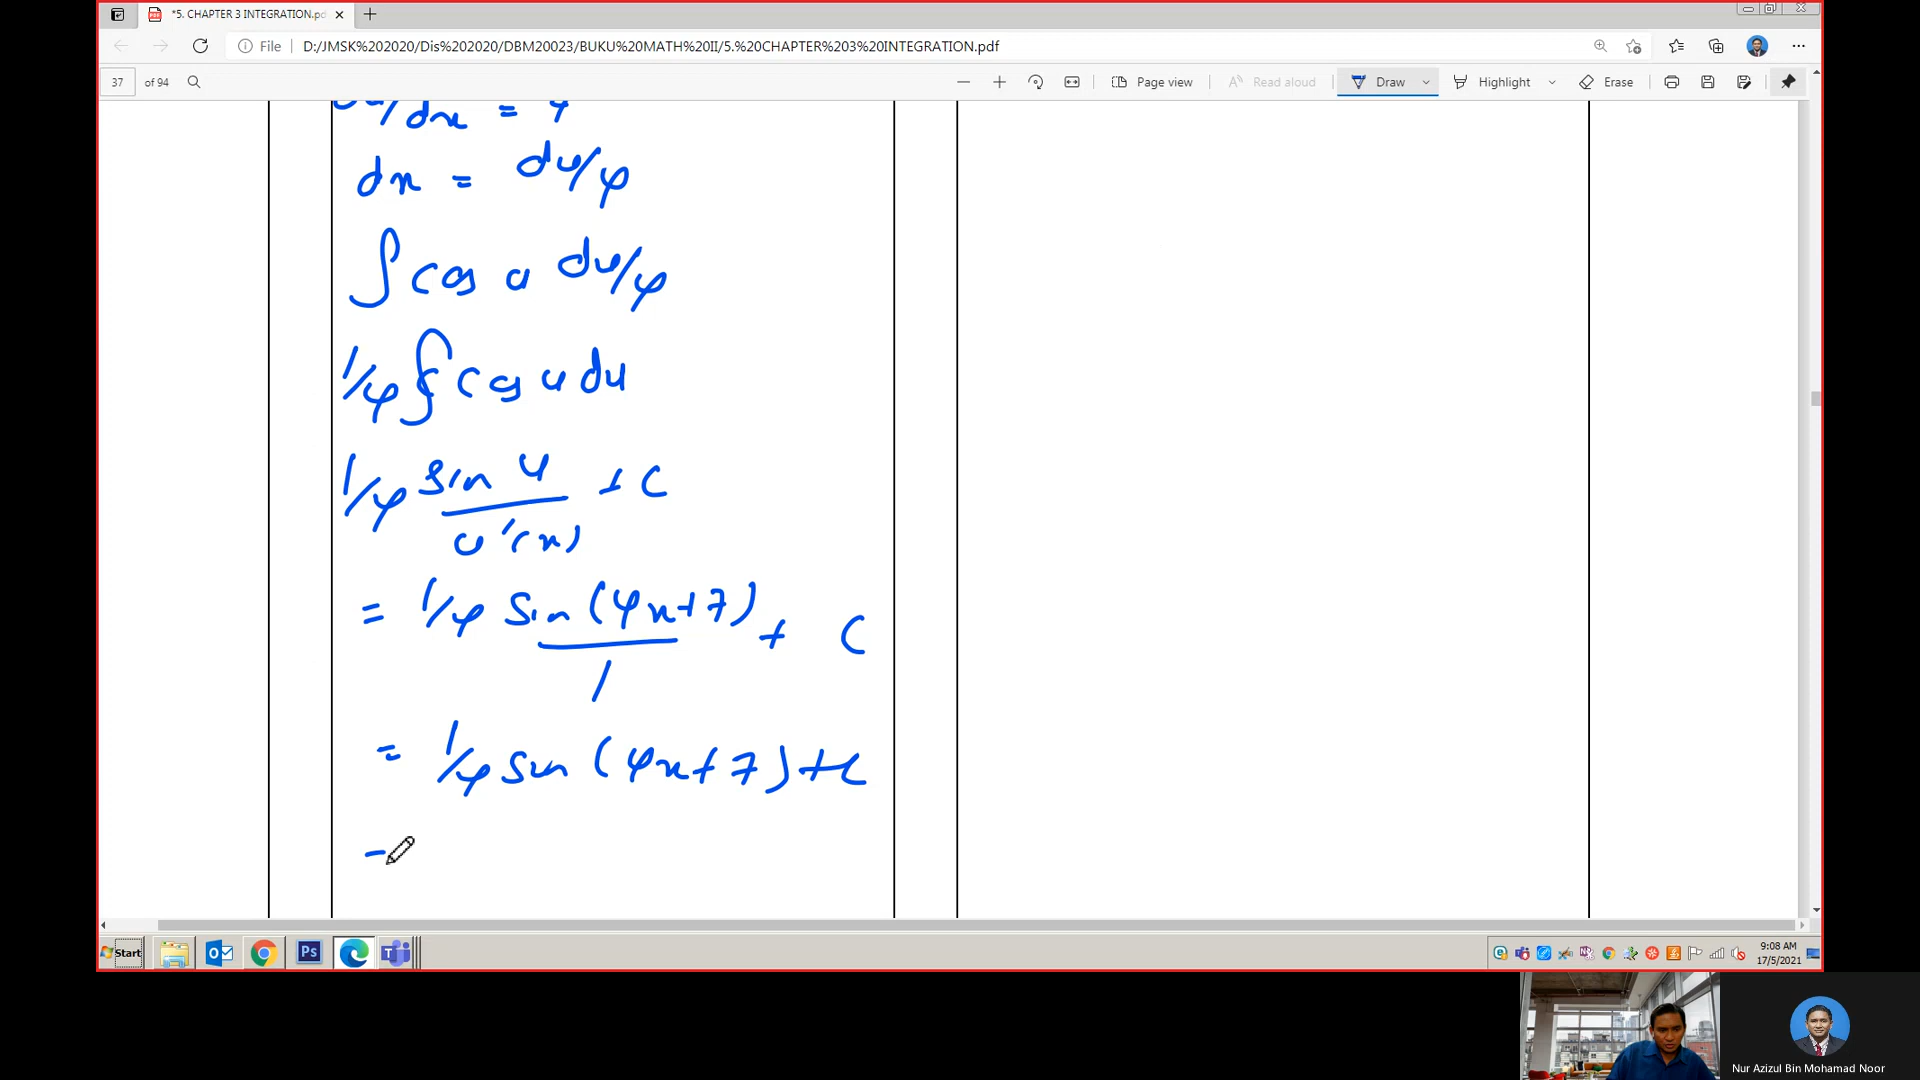 *5. CHAPTER 3 INTEGRATION.pdf
File D:/JMSK%202020/Dis%202020/DBM20023/BUKU%20MATH%20II/5.%20CHAPTER%203%20INTEGRATION.pdf
37 of 94 Page view Read aloud Draw Highlight Erase
du/dx = 4
dx = du/4
∫ cos u du/4
1/4 ∫ cos u du
1/4 sin u / u'(x) + C
= 1/4 sin(4x+7) / 1 + C
= 1/4 sin (4x+7)+C
Start
9:08 AM
17/5/2021
Nur Azizul Bin Mohamad Noor